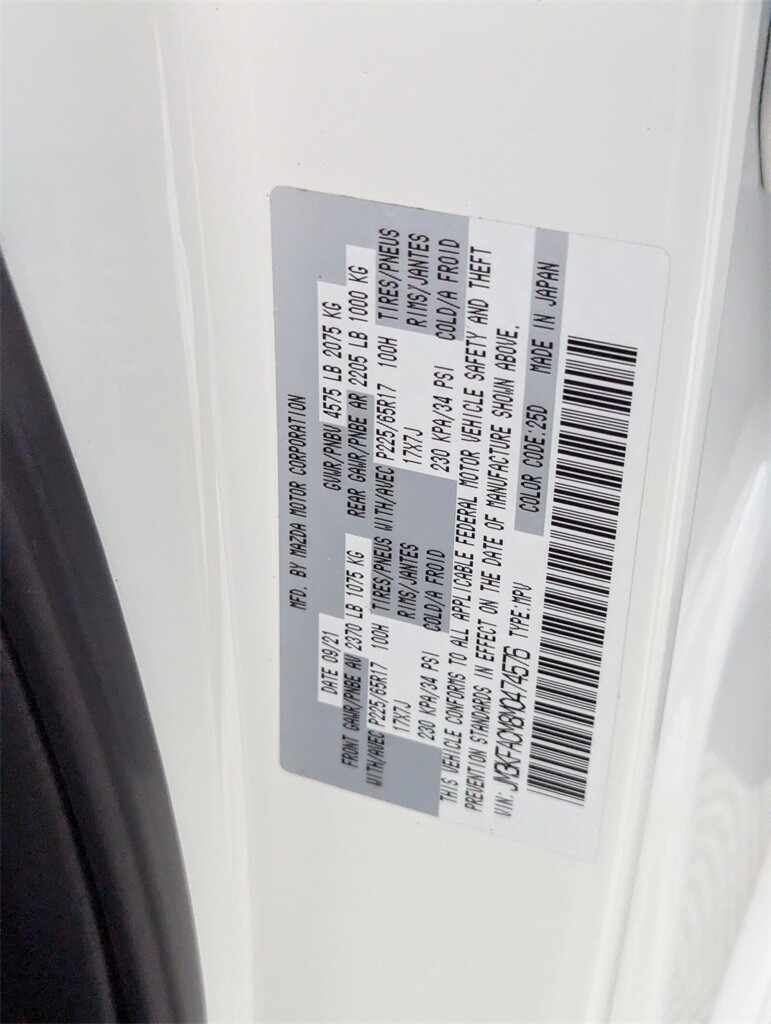 MFD. BY MAZDA MOTOR CORPORATION
DATE 09/21 GVWR/PNBV 4575 LB 2075 KG
FRONT GAWR/PNBE AV 2370 LB 1075 KG REAR GAWR/PNBE AR 2205 LB 1000 KG
WITH/AVEC P225/65R17 100H TIRES/PNEUS WITH/AVEC P225/65R17 100H TIRES/PNEUS
17X7J RIMS/JANTES 17X7J RIMS/JANTES
230 KPA/34 PSI COLD/A FROID 230 KPA/34 PSI COLD/A FROID
THIS VEHICLE CONFORMS TO ALL APPLICABLE FEDERAL MOTOR VEHICLE SAFETY AND THEFT
PREVENTION STANDARDS IN EFFECT ON THE DATE OF MANUFACTURE SHOWN ABOVE.
VIN: JM3KFADM8N0474576 TYPE:MPV COLOR CODE:25D MADE IN JAPAN